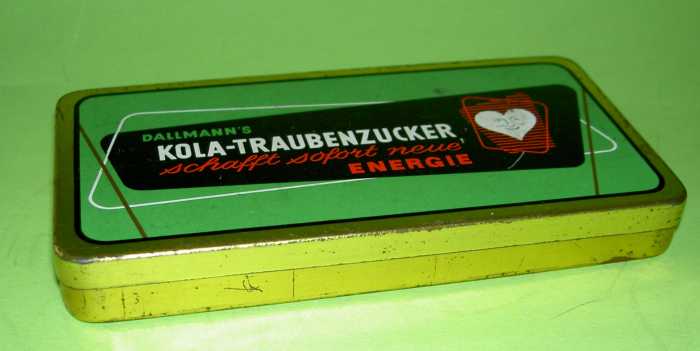 DALLMANN'S
KOLA-TRAUBENZUCKER
schafft sofort neue
ENERGIE